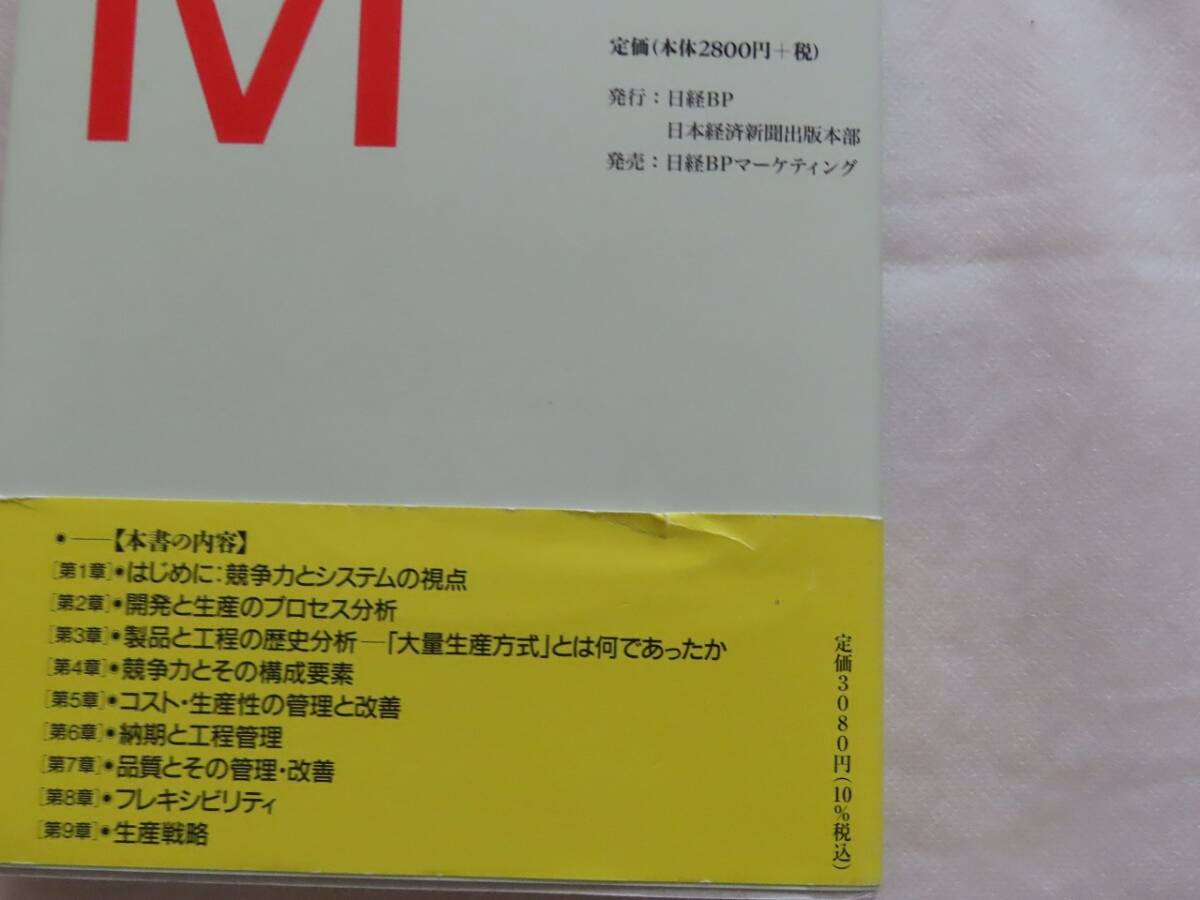 M
定価(本体2800円+税)
発行：日経BP
日本経済新聞出版本部
発売：日経BPマーケティング
●──【本書の内容】
[第1章]●はじめに：競争力とシステムの視点
[第2章]●開発と生産のプロセス分析
[第3章]●製品と工程の歴史分析─「大量生産方式」とは何であったか
[第4章]●競争力とその構成要素
[第5章]●コスト・生産性の管理と改善
[第6章]●納期と工程管理
[第7章]●品質とその管理・改善
[第8章]●フレキシビリティ
[第9章]●生産戦略
定価3080円(10%税込)